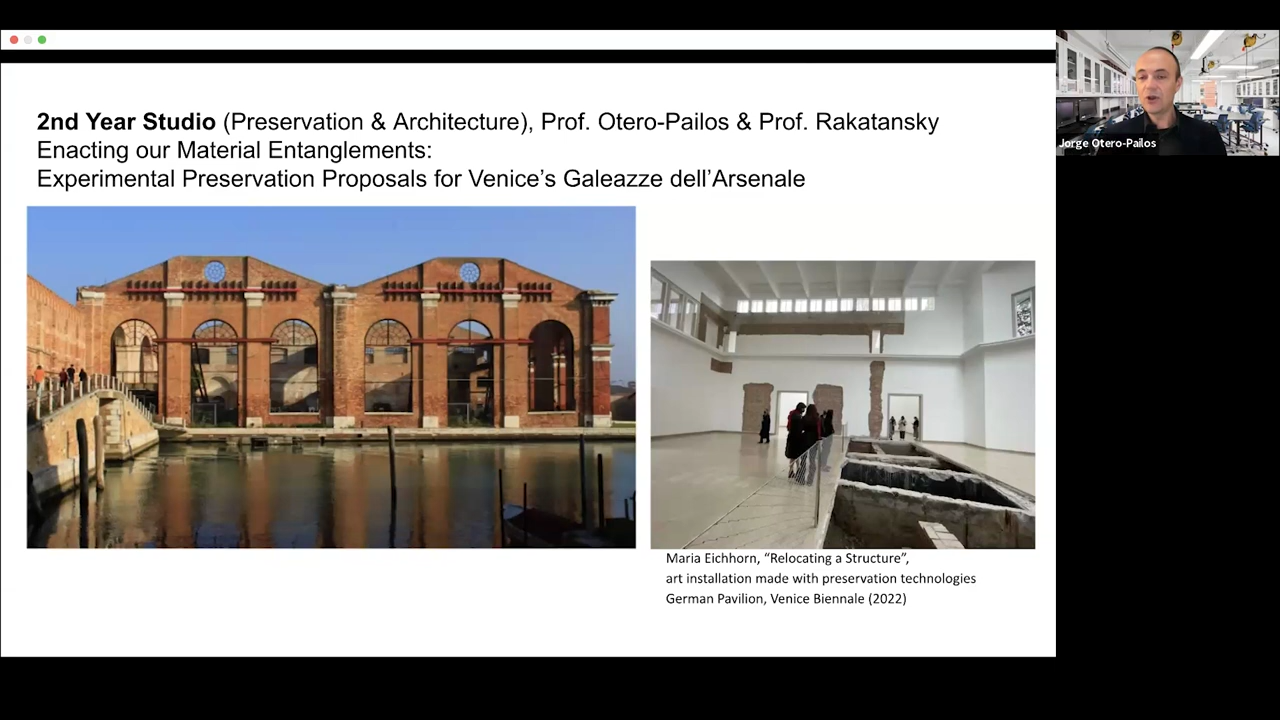 2nd Year Studio (Preservation & Architecture), Prof. Otero-Pailos & Prof. Rakatansky
Enacting our Material Entanglements:
Experimental Preservation Proposals for Venice’s Galeazze dell’Arsenale
Jorge Otero-Pailos
Maria Eichhorn, “Relocating a Structure”,
art installation made with preservation technologies
German Pavilion, Venice Biennale (2022)